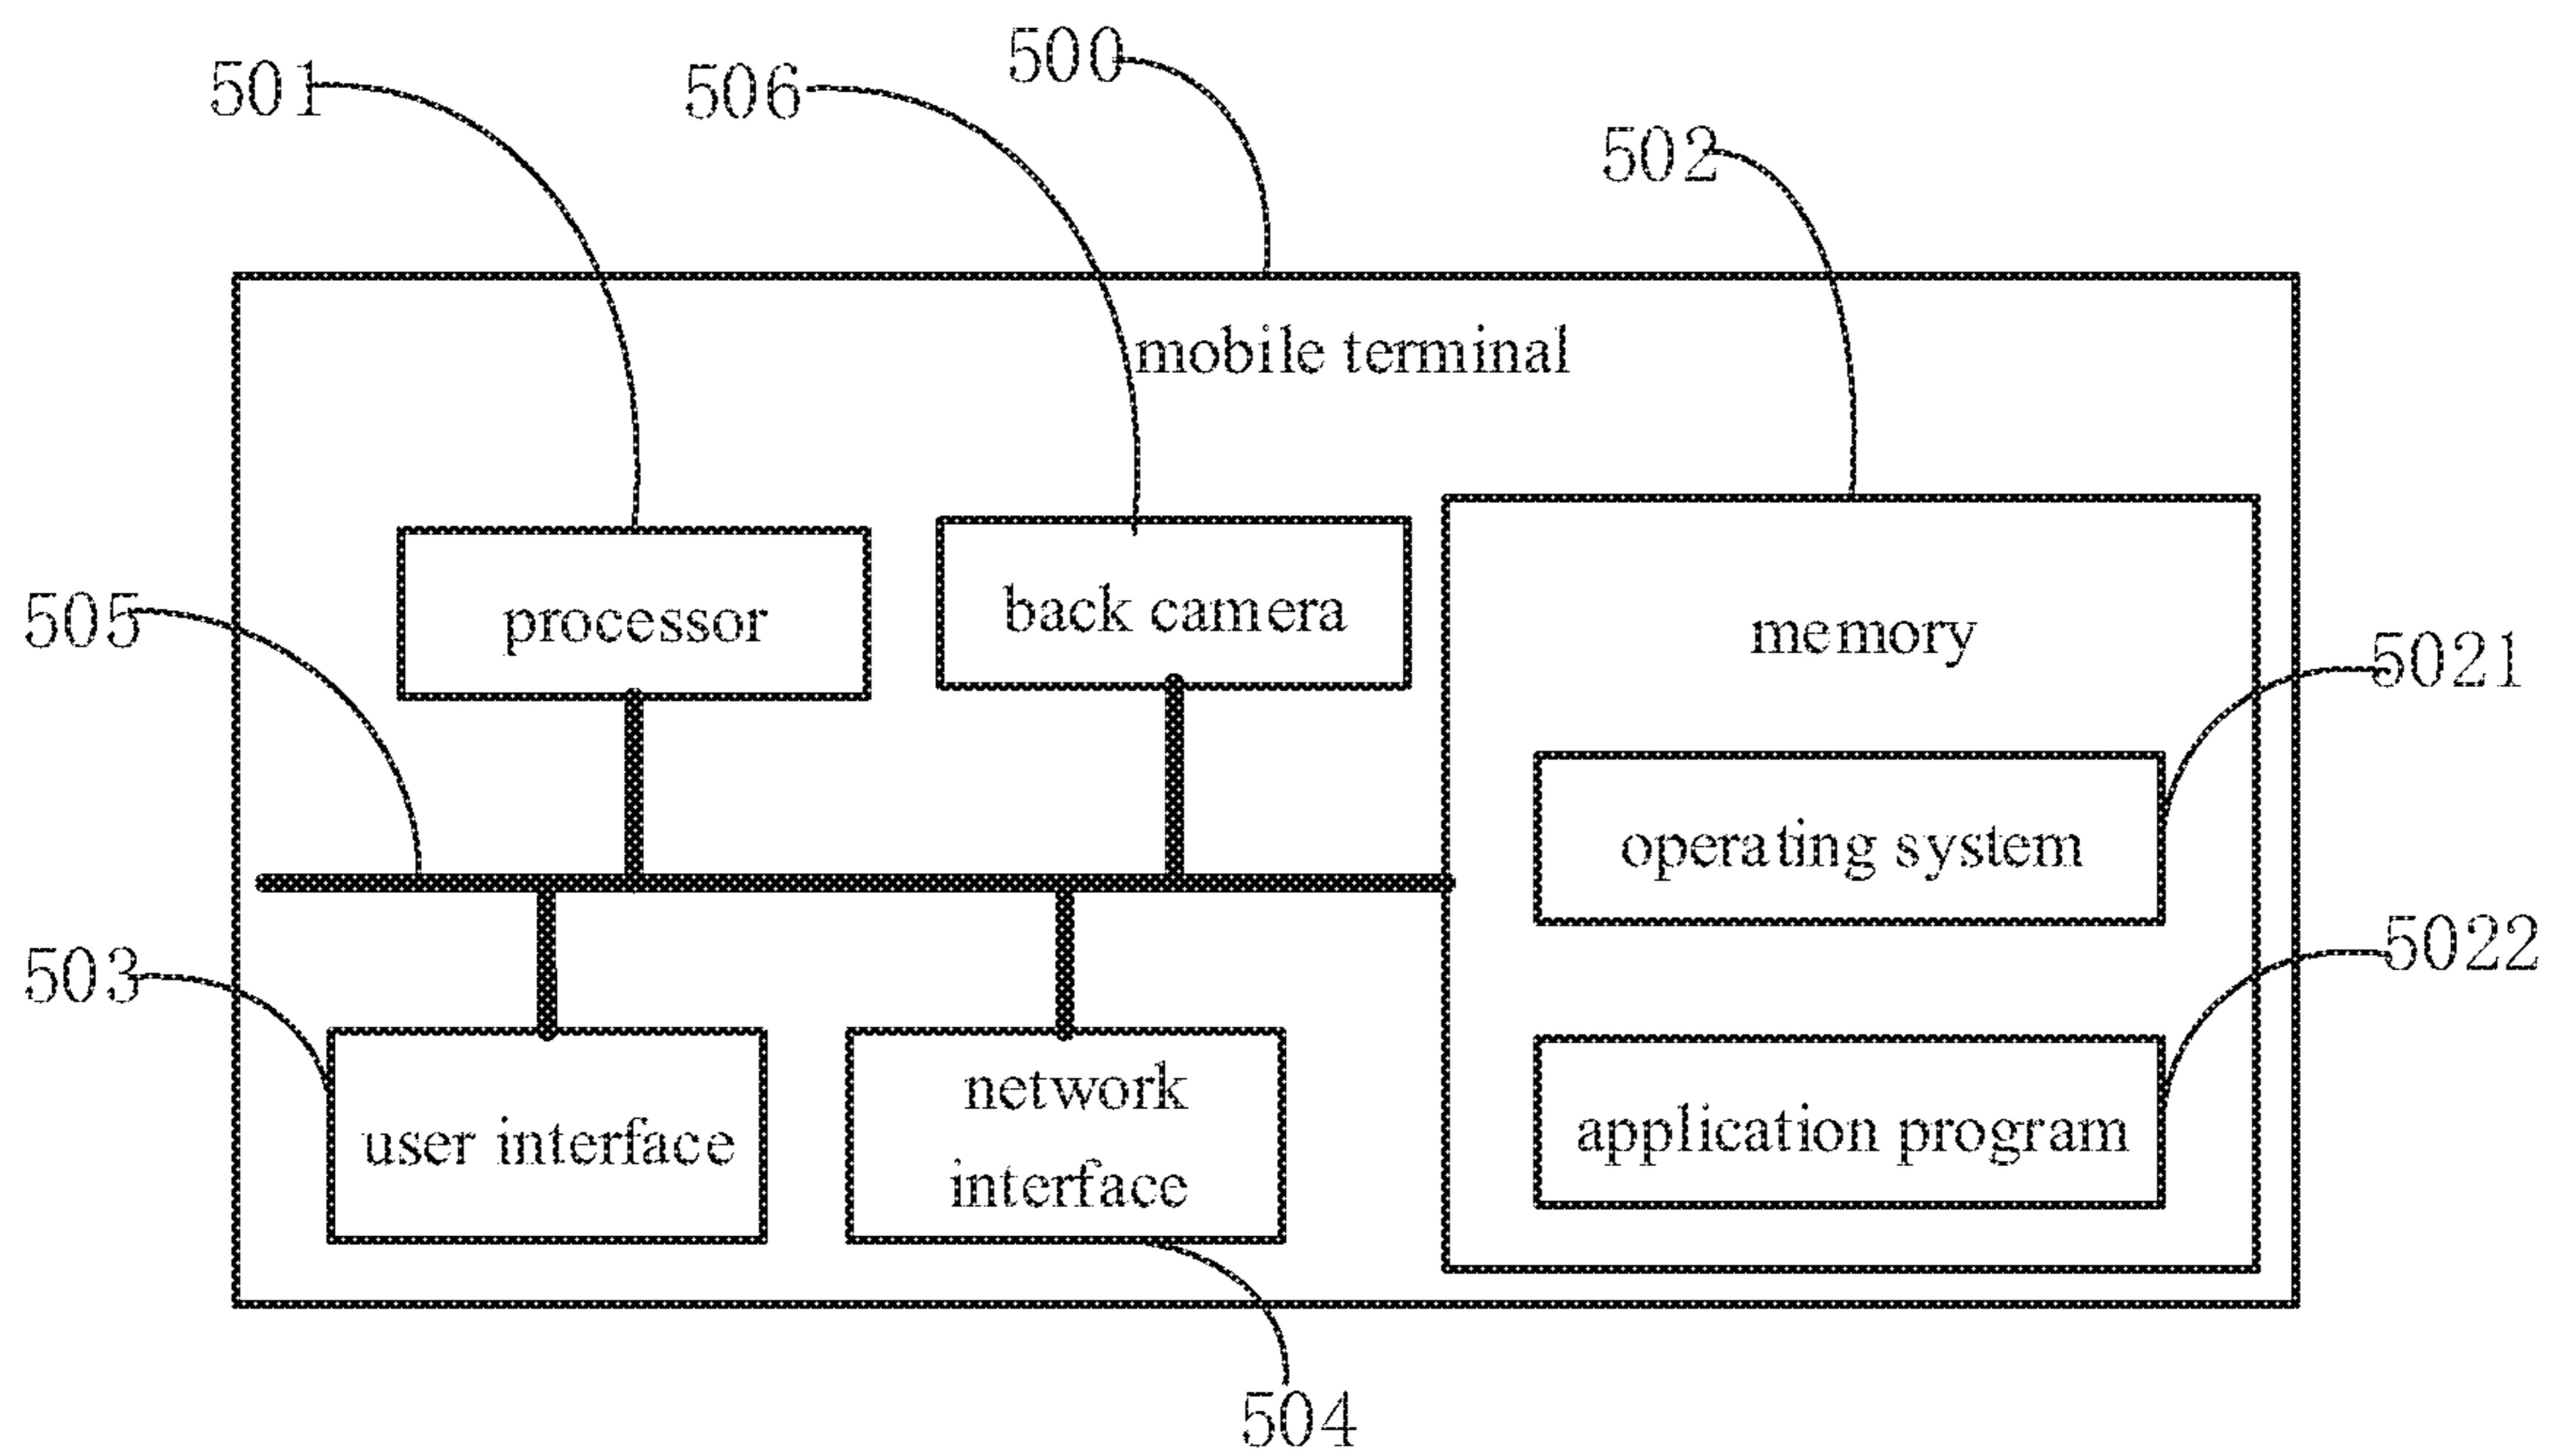 500
501
506
502
mobile terminal
processor
back camera
memory
505
5021
operating system
503
5022
user interface
network
interface
application program
504